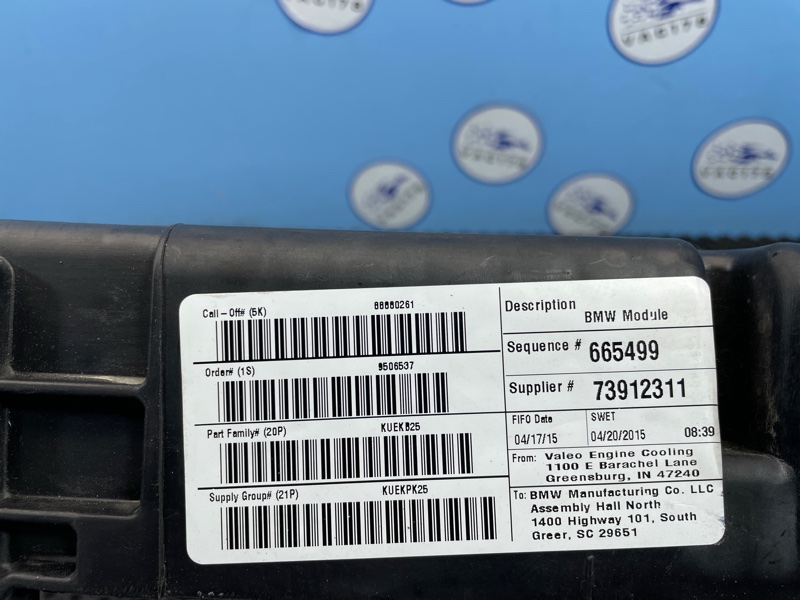 VAG178
Call-Off# (5K) 88880261
Order# (1S) 9506537
Part Family# (20P) KUEKB25
Supply Group# (21P) KUEKPK25
Description BMW Module
Sequence # 665499
Supplier # 73912311
FIFO Date SWET
04/17/15 04/20/2015 08:39
From: Valeo Engine Cooling
1100 E Barachel Lane
Greensburg, IN 47240
To: BMW Manufacturing Co. LLC
Assembly Hall North
1400 Highway 101, South
Greer, SC 29651